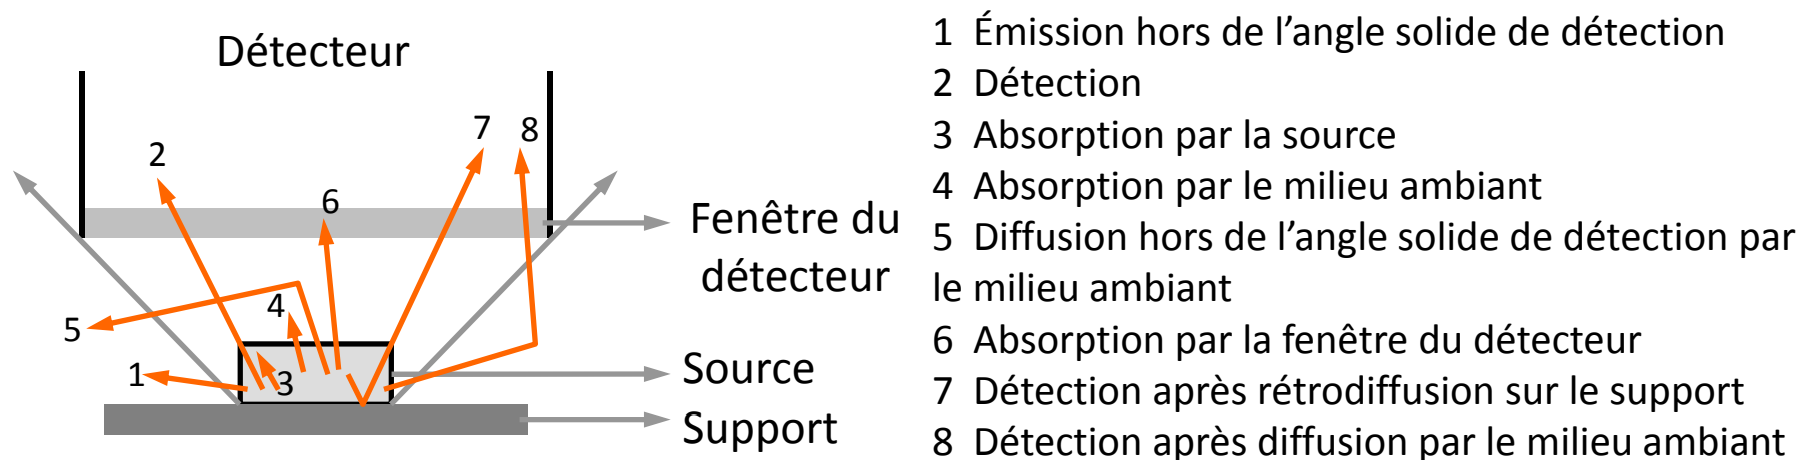 Détecteur
7
8
2
6
4
5
1
3
Fenêtre du
détecteur
Source
Support
1 Émission hors de l’angle solide de détection
2 Détection
3 Absorption par la source
4 Absorption par le milieu ambiant
5 Diffusion hors de l’angle solide de détection par
le milieu ambiant
6 Absorption par la fenêtre du détecteur
7 Détection après rétrodiffusion sur le support
8 Détection après diffusion par le milieu ambiant